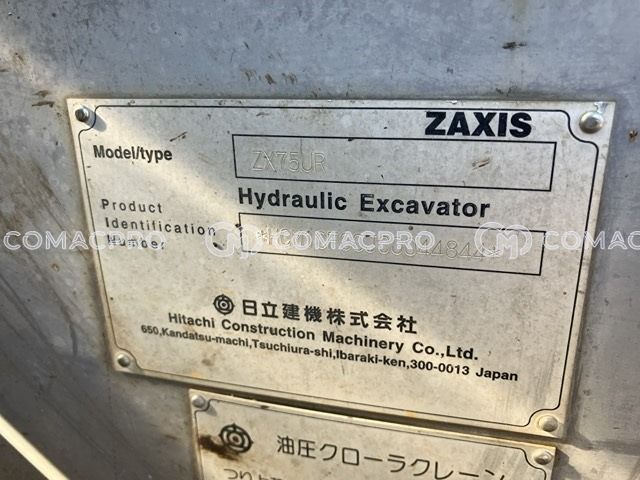 ZAXIS
Model/type ZX75UR
Hydraulic Excavator
Product
Identification
Number
COMACPRO COMACPRO COMACPRO
日立建機株式会社
Hitachi Construction Machinery Co.,Ltd.
650,Kandatsu-machi,Tsuchiura-shi,Ibaraki-ken,300-0013 Japan
油圧クローラクレーン